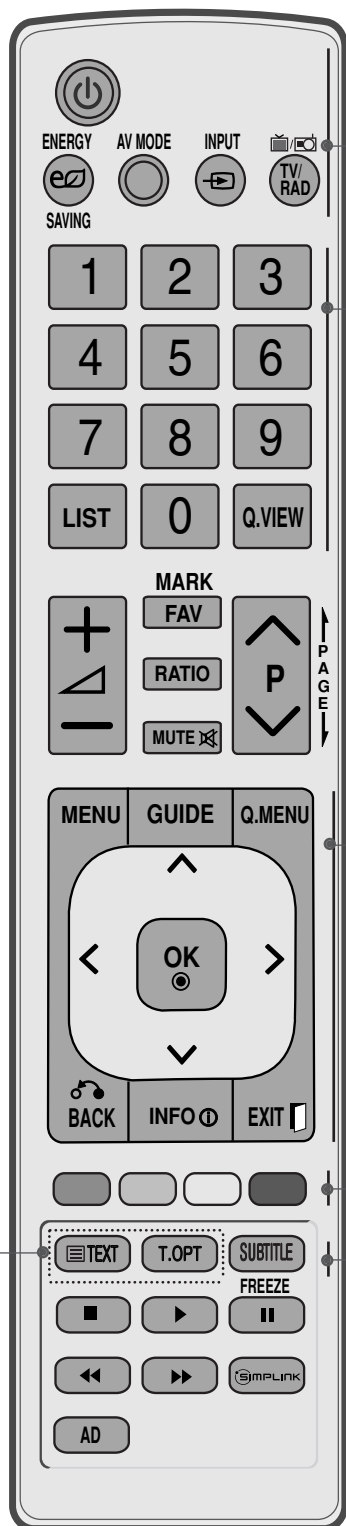 ENERGY AV MODE INPUT
TV/
RAD
SAVING
1 2 3
4 5 6
7 8 9
LIST 0 Q.VIEW
MARK
FAV
RATIO
P
PAGE
MUTE
MENU GUIDE Q.MENU
OK
BACK INFO EXIT
TEXT T.OPT SUBTITLE
FREEZE
SIMPLINK
AD